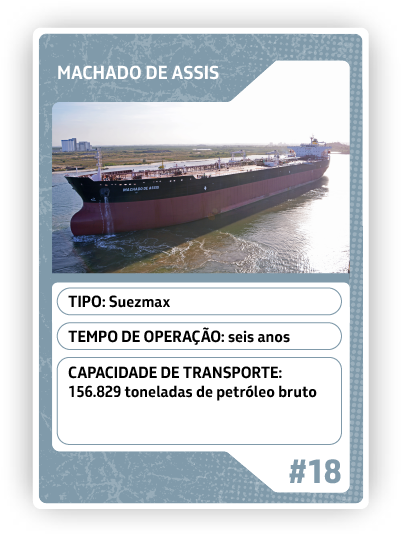 MACHADO DE ASSIS
MACHADO DE ASSIS
TIPO: Suezmax
TEMPO DE OPERAÇÃO: seis anos
CAPACIDADE DE TRANSPORTE:
156.829 toneladas de petróleo bruto
#18